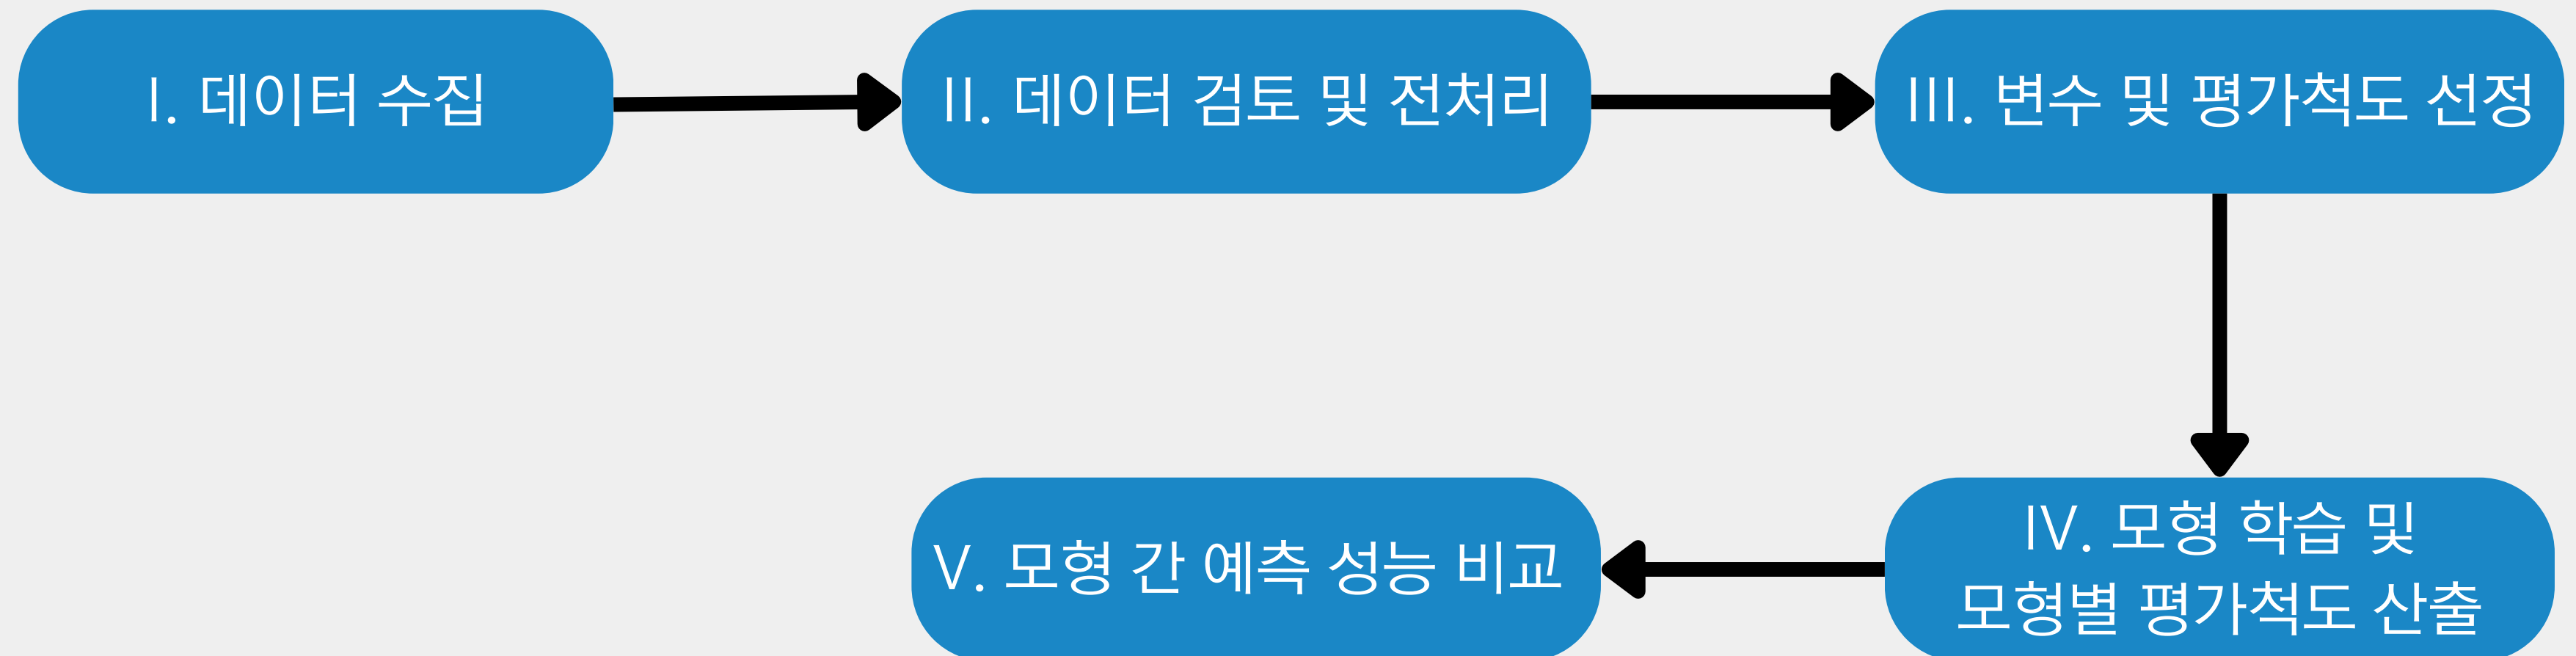 I. 데이터 수집
II. 데이터 검토 및 전처리
III. 변수 및 평가척도 선정
IV. 모형 학습 및
모형별 평가척도 산출
V. 모형 간 예측 성능 비교